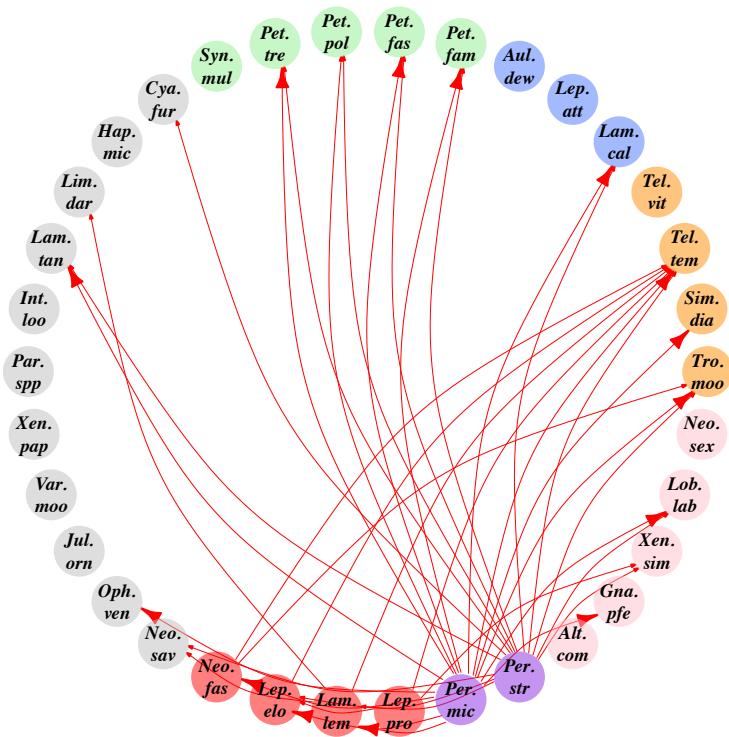 Pet.
pol
Pet.
fas
Pet.
tre
Pet.
fam
Syn.
mul
Aul.
dew
Cya.
fur
Lep.
att
Hap.
mic
Lam.
cal
Lim.
dar
Tel.
vit
Lam.
tan
Tel.
tem
Int.
loo
Sim.
dia
Par.
spp
Tro.
moo
Xen.
pap
Neo.
sex
Var.
moo
Lob.
lab
Jul.
orn
Xen.
sim
Oph.
ven
Gna.
pfe
Neo.
sav
Alt.
com
Neo.
fas
Per.
str
Lep.
elo
Per.
mic
Lam.
lem
Lep.
pro